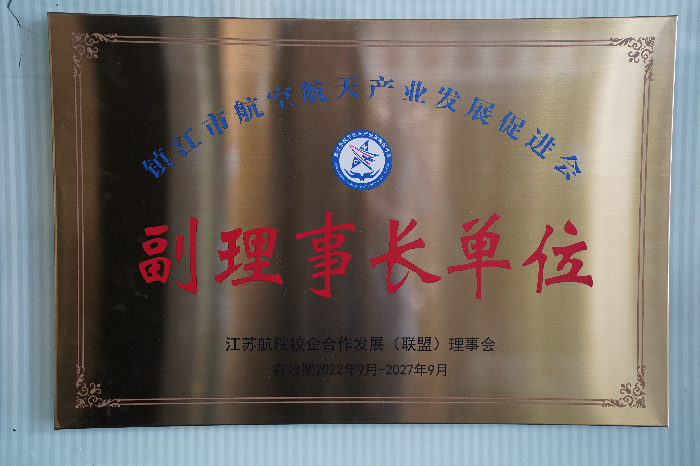 镇江市航空航天产业发展促进会
副理事长单位
江苏航院校企合作发展（联盟）理事会
有效期2022年9月-2027年9月